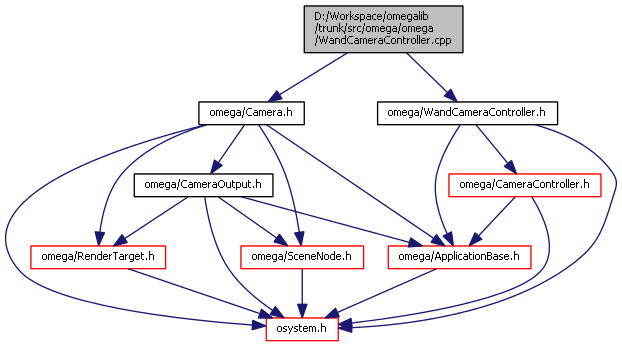 D:/Workspace/omegalib
/trunk/src/omega/omega
/WandCameraController.cpp
omega/Camera.h
omega/WandCameraController.h
omega/CameraOutput.h
omega/CameraController.h
omega/RenderTarget.h
omega/SceneNode.h
omega/ApplicationBase.h
osystem.h